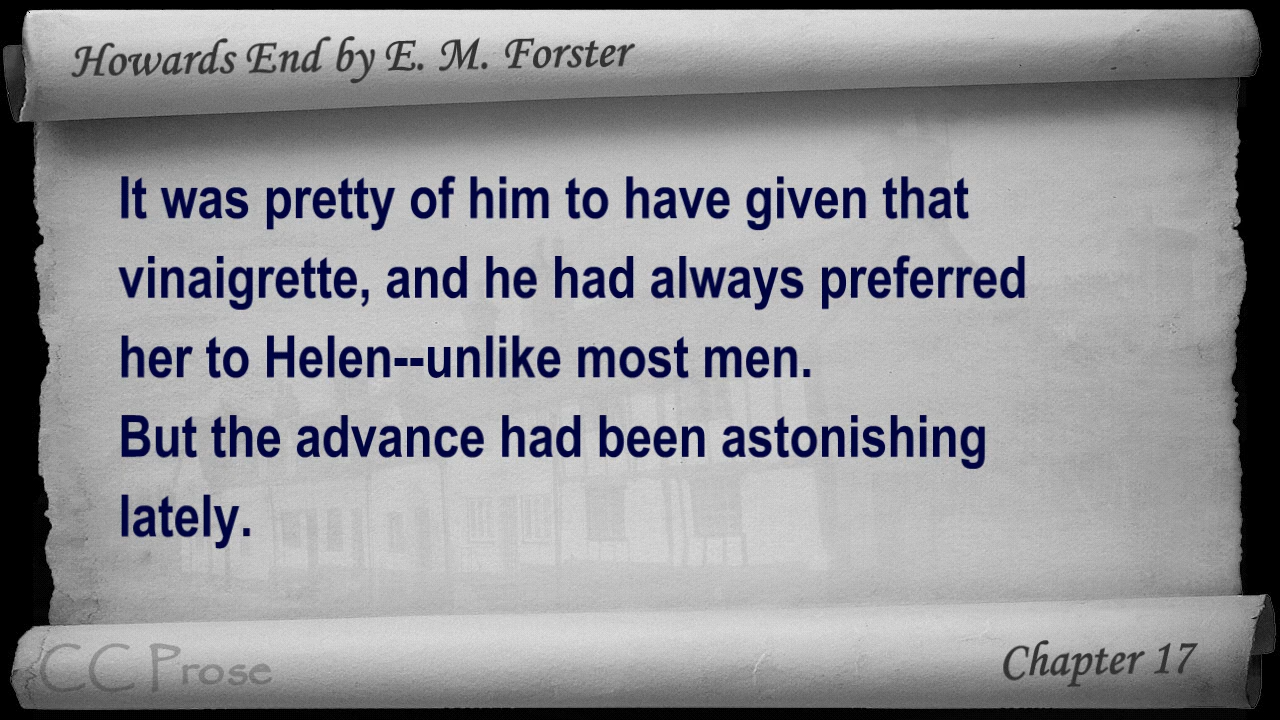 Howards End by E. M. Forster
It was pretty of him to have given that
vinaigrette, and he had always preferred
her to Helen--unlike most men.
But the advance had been astonishing
lately.
CC Prose
Chapter 17